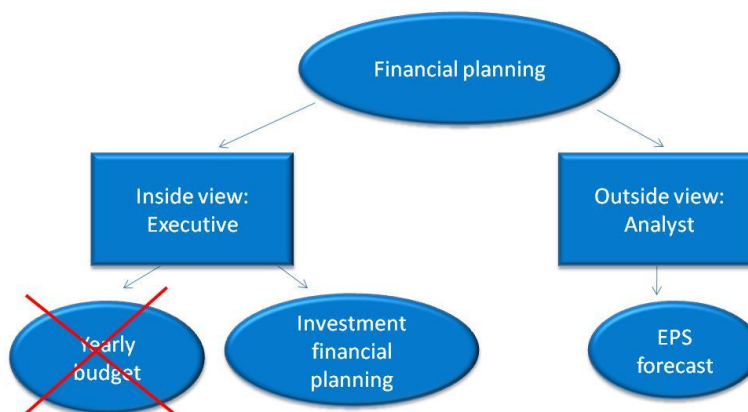 Financial planning
Inside view:
Executive
Outside view:
Analyst
Yearly
budget
Investment
financial
planning
EPS
forecast